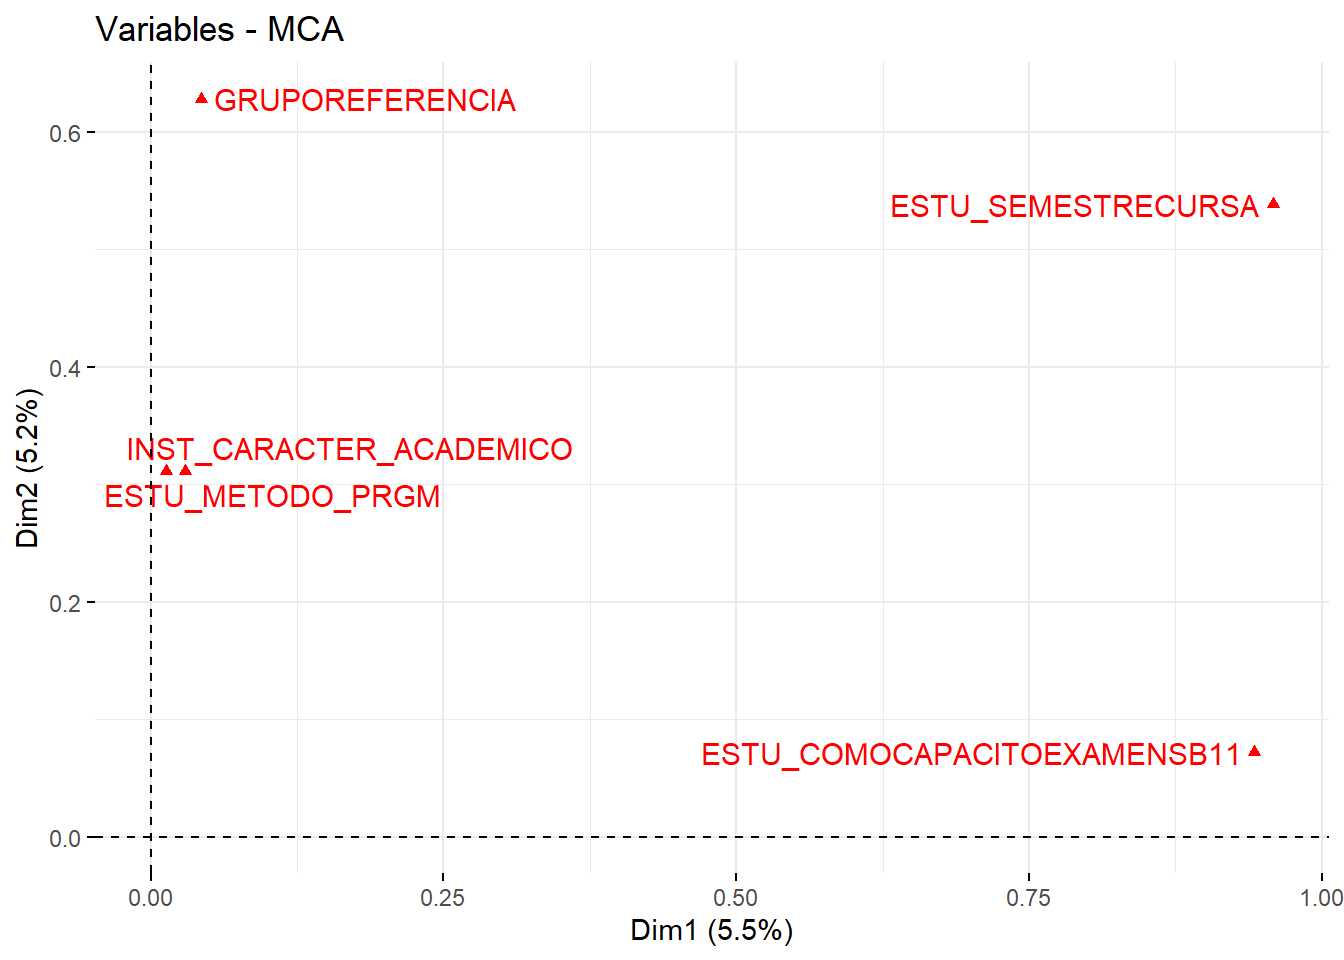 Variables - MCA
GRUPOREFERENCIA
0.6
ESTU_SEMESTRECURSA
0.4
INST_CARACTER_ACADEMICO
ESTU_METODO_PRGM
Dim2 (5.2%)
0.2
ESTU_COMOCAPACITOEXAMENSB11
0.0
0.00 0.25 0.50 0.75 1.00
Dim1 (5.5%)